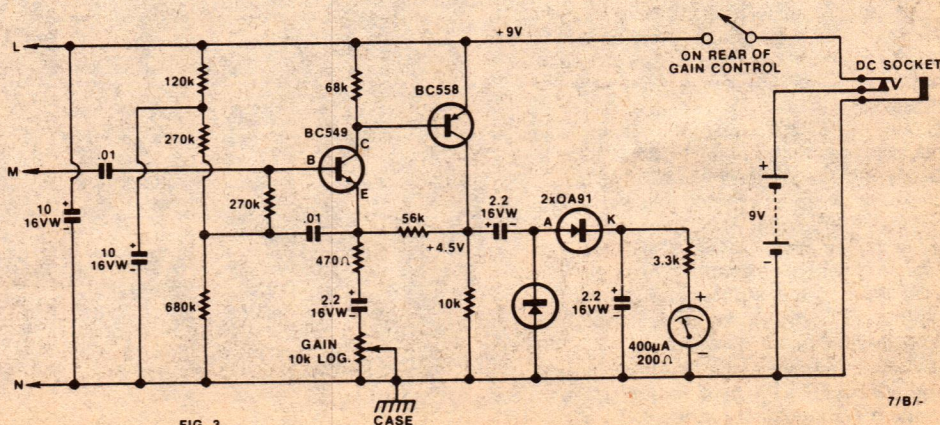 L
+9V
ON REAR OF
GAIN CONTROL
DC SOCKET
120k
68k
BC558
270k
BC549
C
B
E
M
.01
270k
10
16VW
+
-
10
16VW
+
-
.01
470Ω
56k
+4.5V
2.2
16VW
+
-
2xOA91
A
K
3.3k
9V
+
-
680k
2.2
16VW
+
-
10k
2.2
16VW
+
-
GAIN
10k LOG.
400µA
200Ω
+
-
N
CASE
FIG. 3
7/B/-